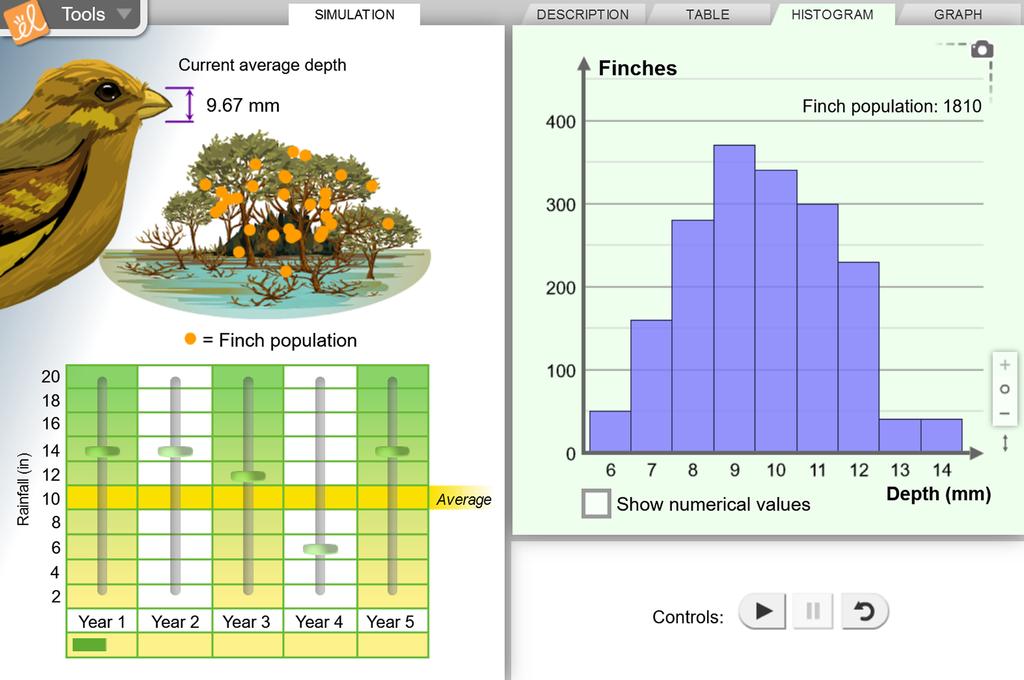 Tools
SIMULATION
DESCRIPTION
TABLE
HISTOGRAM
GRAPH
Current average depth
9.67 mm
= Finch population
Rainfall (in)
20
18
16
14
12
10
8
6
4
2
Average
Year 1
Year 2
Year 3
Year 4
Year 5
Finches
Finch population: 1810
400
300
200
100
0
6
7
8
9
10
11
12
13
14
Depth (mm)
Show numerical values
Controls: